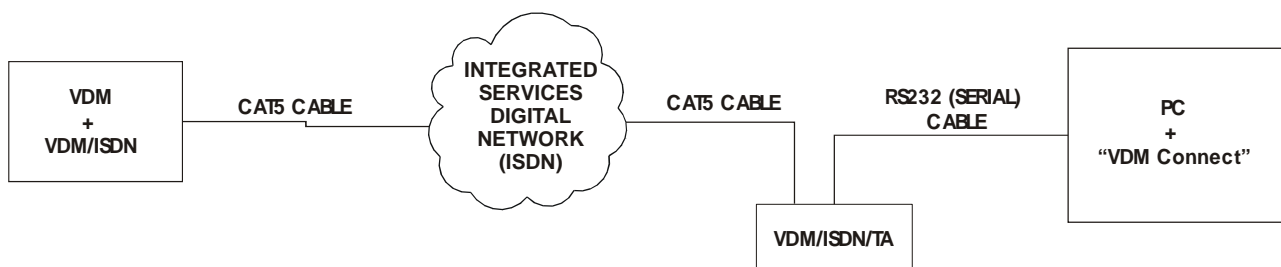 VDM
+
VDM/ISDN
CAT5 CABLE
INTEGRATED
SERVICES
DIGITAL
NETWORK
(ISDN)
CAT5 CABLE
RS232 (SERIAL)
CABLE
PC
+
“VDM Connect”
VDM/ISDN/TA